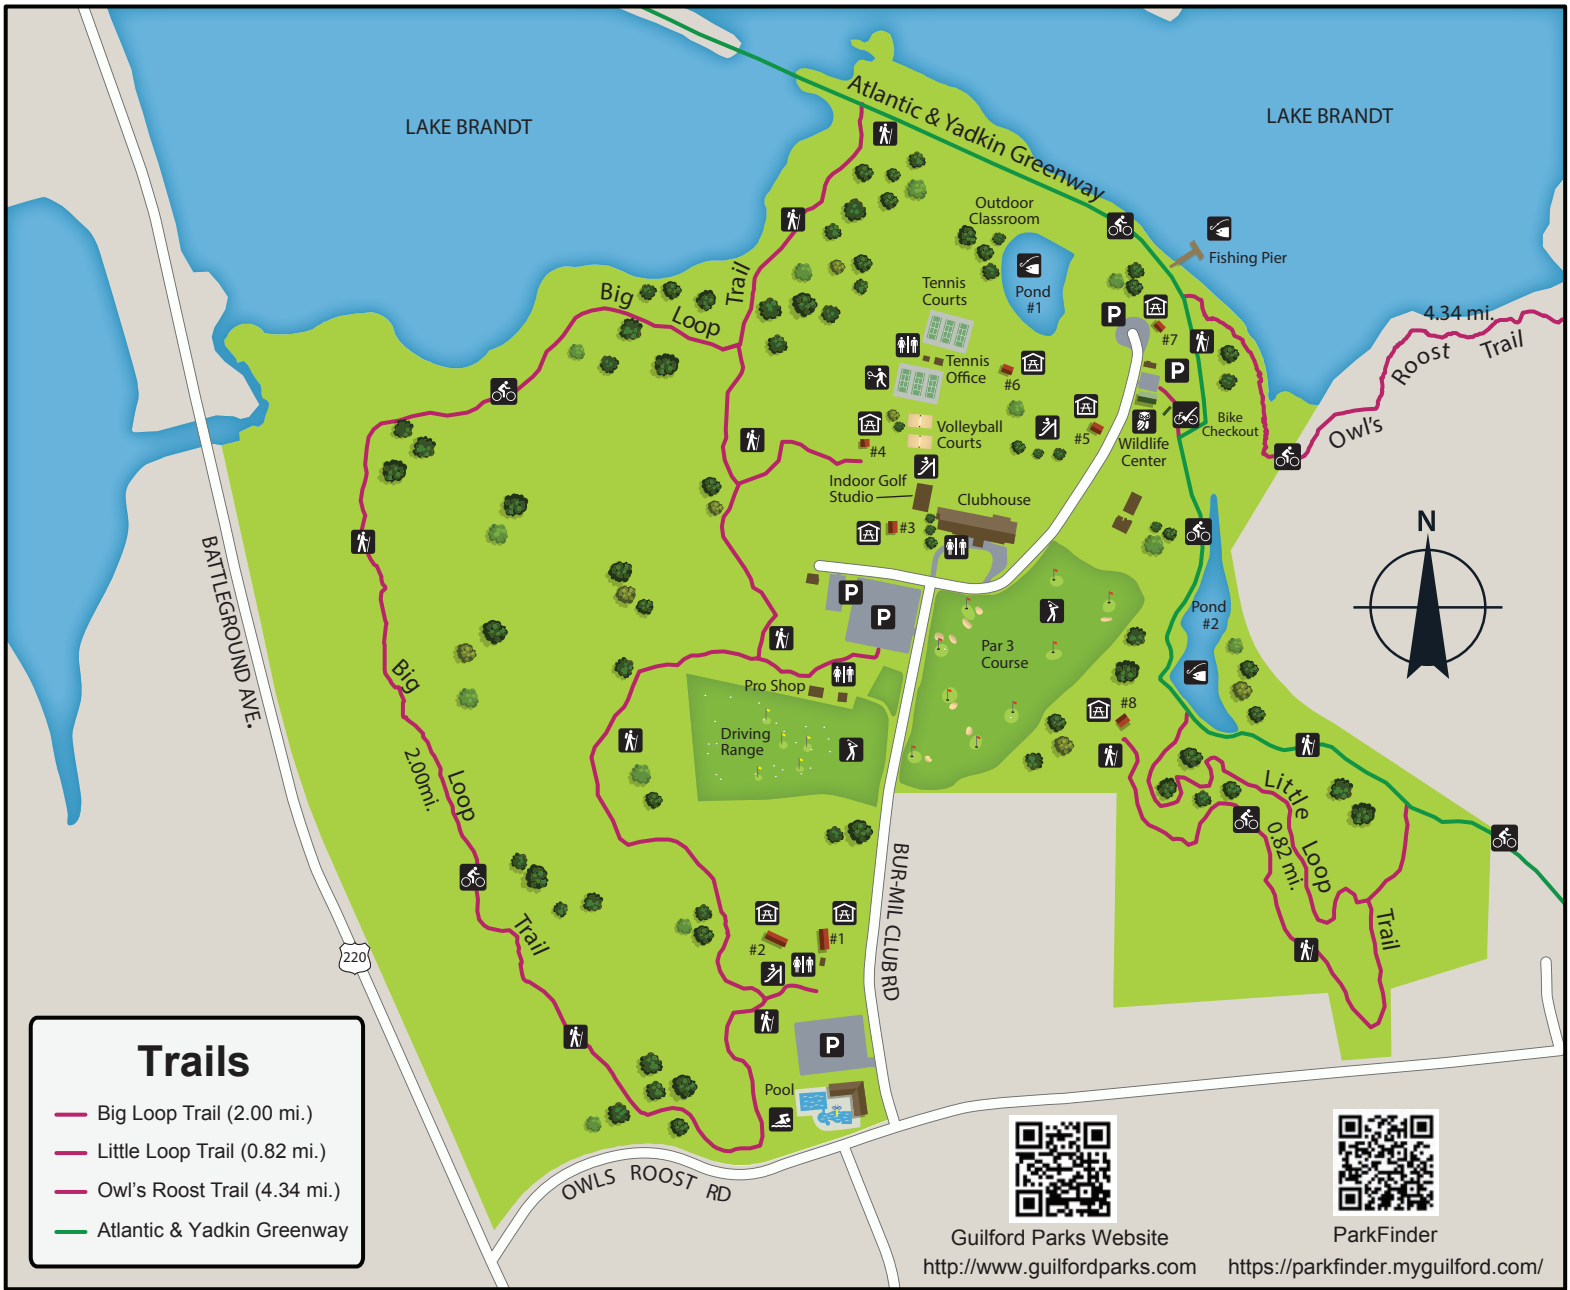 LAKE BRANDT
LAKE BRANDT
Atlantic & Yadkin Greenway
Outdoor
Classroom
Fishing Pier
Pond
#1
Tennis
Courts
Big
Loop
Trail
P
#7
4.34 mi.
Roost
Trail
Owl's
Tennis
Office
#6
P
#5
Bike
Checkout
Wildlife
Center
Volleyball
Courts
#4
Indoor Golf
Studio
Clubhouse
#3
N
BATTLEGROUND AVE.
P
P
Pond
#2
Par 3
Course
Big
Loop
Trail
2.00mi.
Pro Shop
#8
Driving
Range
Little
Loop
Trail
0.82 mi.
BUR-MIL CLUB RD
#2
#1
220
P
Pool
OWLS ROOST RD
Trails
Big Loop Trail (2.00 mi.)
Little Loop Trail (0.82 mi.)
Owl's Roost Trail (4.34 mi.)
Atlantic & Yadkin Greenway
Guilford Parks Website
http://www.guilfordparks.com
ParkFinder
https://parkfinder.myguilford.com/